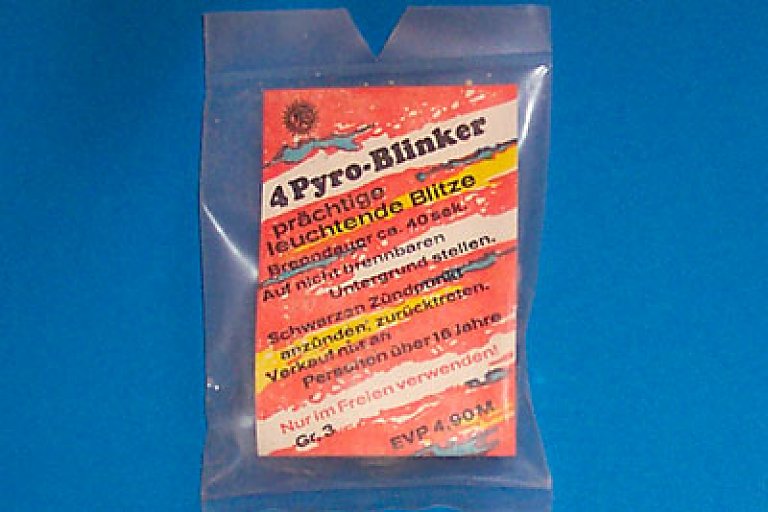 4 Pyro-Blinker
prächtige
leuchtende Blitze
Brenndauer ca. 40 sek.
Auf nicht brennbaren
Untergrund stellen.
Schwarzen Zündpunkt
anzünden, zurücktreten.
Verkauf nur an
Personen über 16 Jahre
Nur im Freien verwenden!
Gr. 3
EVP 4,90 M